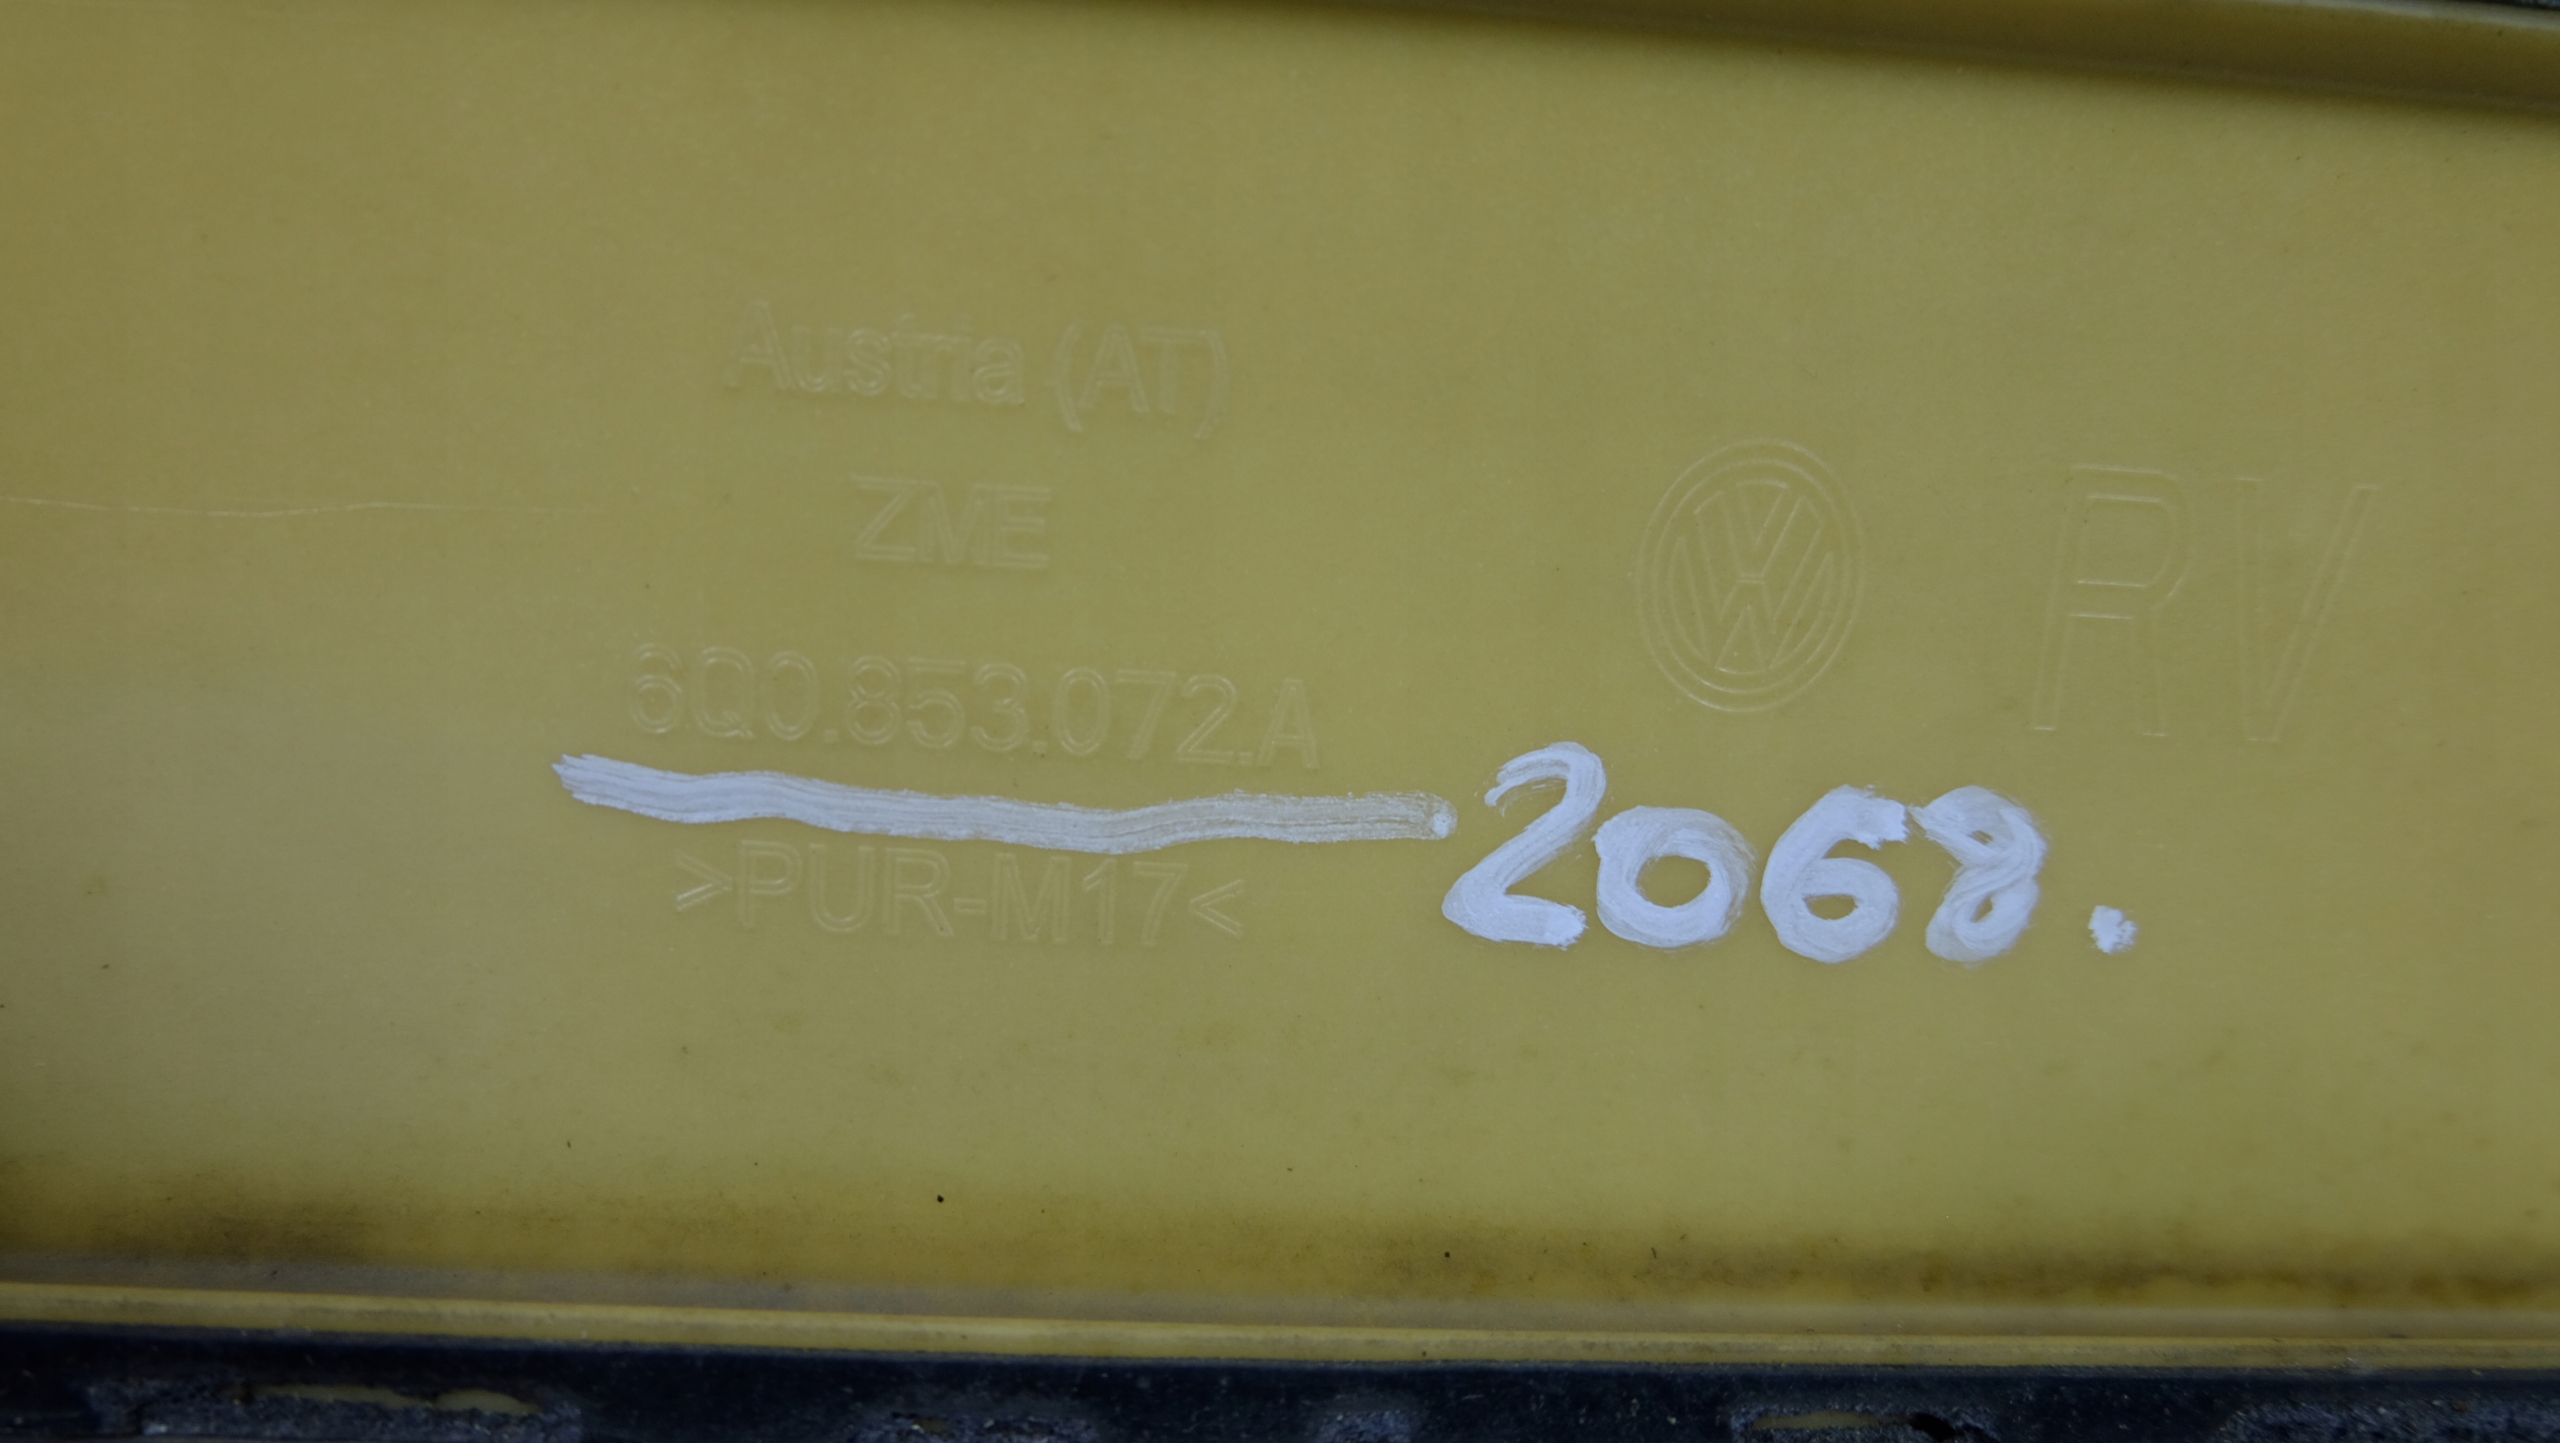 Austria (AT)
ZME
RV
6Q0.853.072.A
2068.
>PUR-M17<